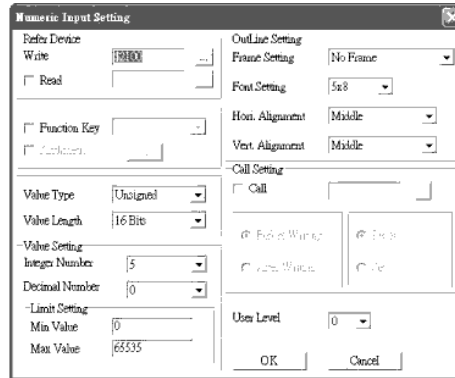 Numeric Input Setting
Refer Device
Write
...
Read
Function Key
Value Type Unsigned
Value Length 16 Bits
Value Setting
Integer Number 5
Decimal Number 0
Limit Setting
Min Value 0
Max Value 65535
OutLine Setting
Frame Setting No Frame
Font Setting 5x8
Hori. Alignment Middle
Vert. Alignment Middle
Call Setting
Call
User Level 0
OK Cancel